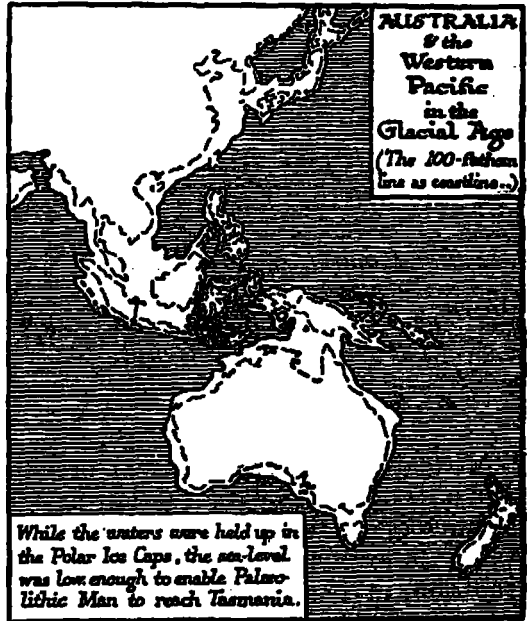 AUSTRALIA
& the
Western
Pacific
in the
Glacial Age
(The 100-fathom
line as coastline..)
While the waters were held up in
the Polar Ice Caps, the sea-level
was low enough to enable Palæo-
lithic Man to reach Tasmania.